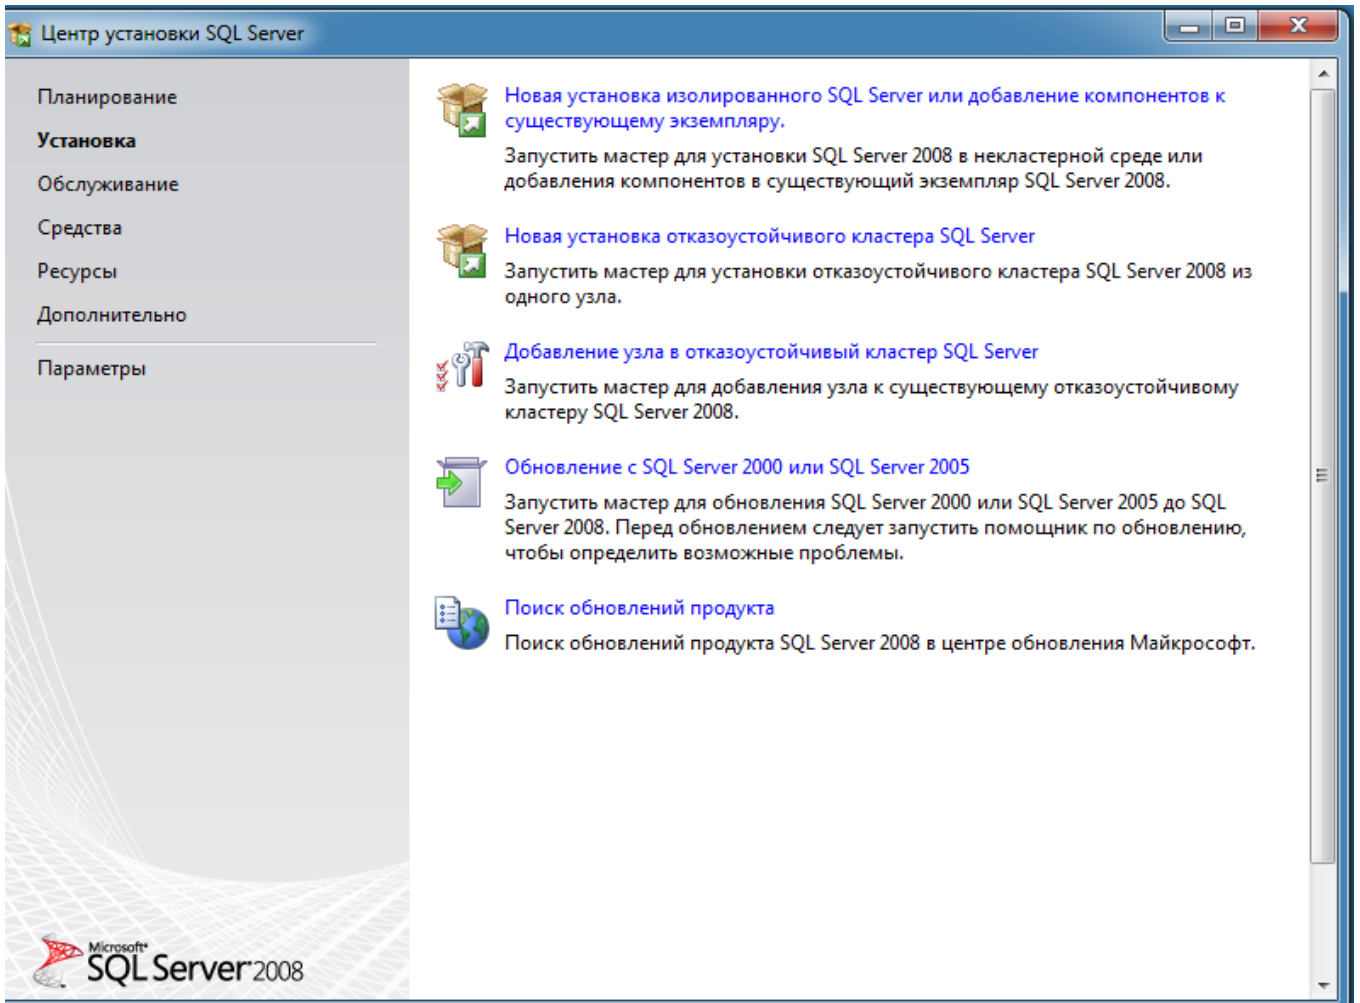 Центр установки SQL Server
Планирование
Установка
Обслуживание
Средства
Ресурсы
Дополнительно
Параметры
Новая установка изолированного SQL Server или добавление компонентов к
существующему экземпляру.
Запустить мастер для установки SQL Server 2008 в некластерной среде или
добавления компонентов в существующий экземпляр SQL Server 2008.
Новая установка отказоустойчивого кластера SQL Server
Запустить мастер для установки отказоустойчивого кластера SQL Server 2008 из
одного узла.
Добавление узла в отказоустойчивый кластер SQL Server
Запустить мастер для добавления узла к существующему отказоустойчивому
кластеру SQL Server 2008.
Обновление с SQL Server 2000 или SQL Server 2005
Запустить мастер для обновления SQL Server 2000 или SQL Server 2005 до SQL
Server 2008. Перед обновлением следует запустить помощник по обновлению,
чтобы определить возможные проблемы.
Поиск обновлений продукта
Поиск обновлений продукта SQL Server 2008 в центре обновления Майкрософт.
Microsoft®
SQL Server 2008